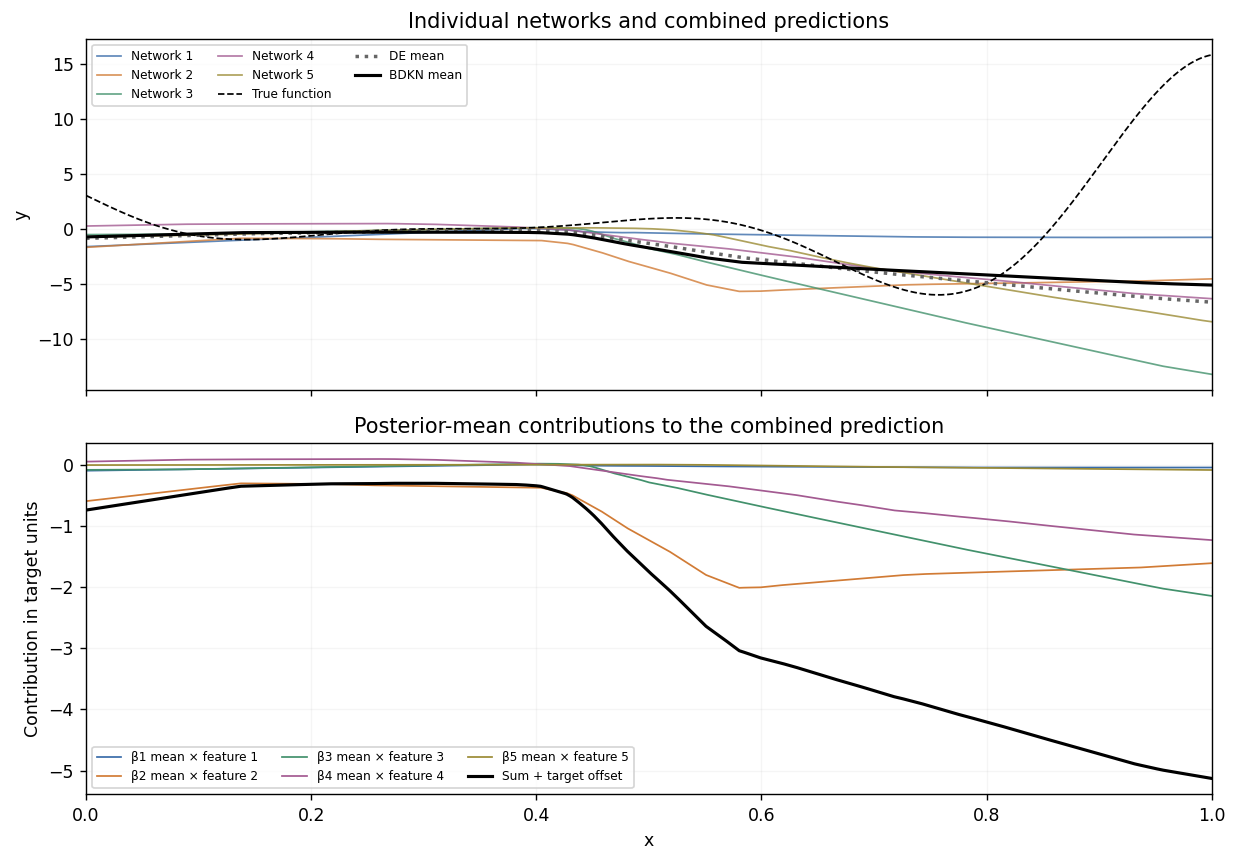 Individual networks and combined predictions
Network 1 Network 4 DE mean
Network 2 Network 5 BDKN mean
Network 3 True function
15
10
5
0
−5
−10
y
Posterior-mean contributions to the combined prediction
0
−1
−2
−3
−4
−5
Contribution in target units
β1 mean × feature 1 β3 mean × feature 3 β5 mean × feature 5
β2 mean × feature 2 β4 mean × feature 4 Sum + target offset
0.0 0.2 0.4 0.6 0.8 1.0
x